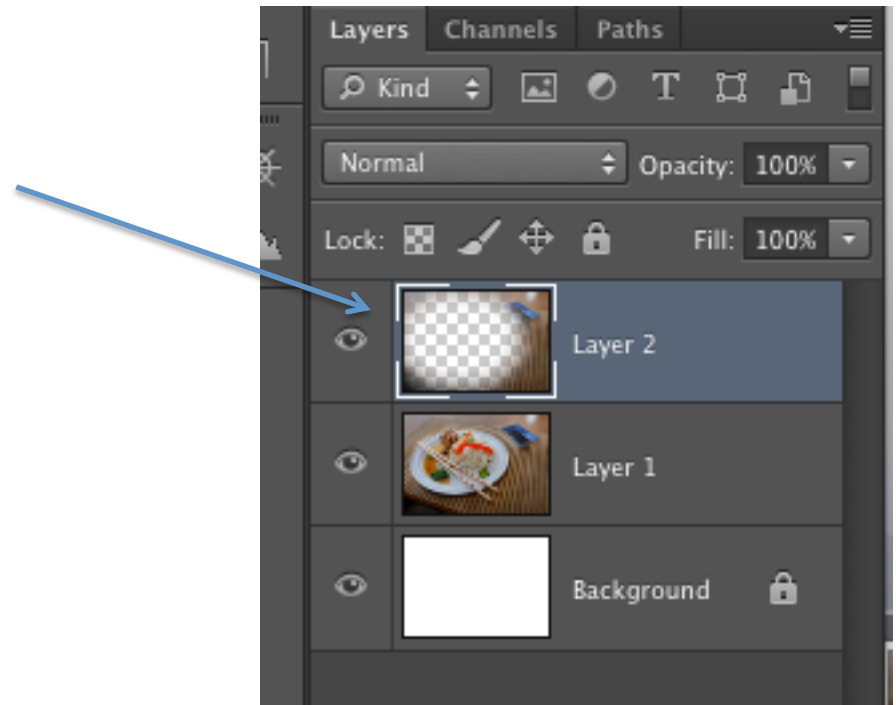 Layers Channels Paths
Kind T
Normal Opacity: 100%
Lock: Fill: 100%
Layer 2
Layer 1
Background